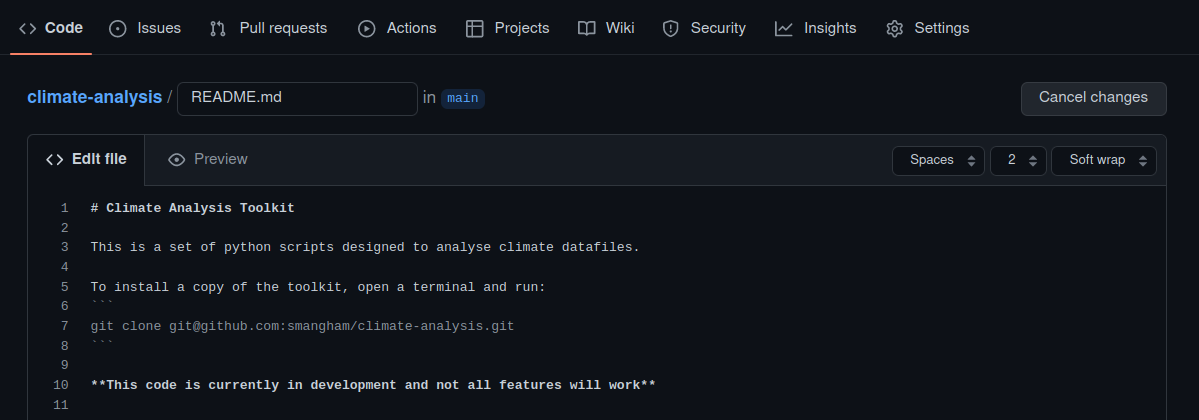 Code Issues Pull requests Actions Projects Wiki Security Insights Settings
climate-analysis / README.md in main Cancel changes
Edit file Preview Spaces 2 Soft wrap
1 # Climate Analysis Toolkit
2
3 This is a set of python scripts designed to analyse climate datafiles.
4
5 To install a copy of the toolkit, open a terminal and run:
6 ```
7 git clone git@github.com:smangham/climate-analysis.git
8 ```
9
10 **This code is currently in development and not all features will work**
11